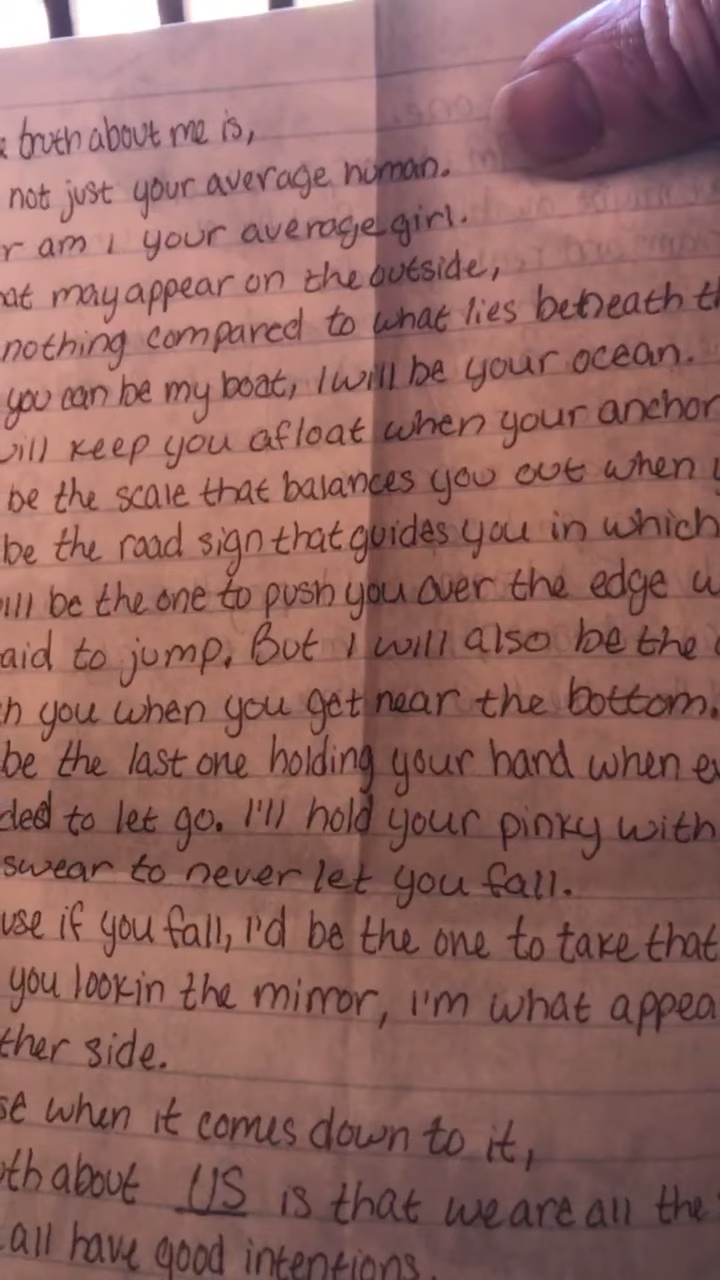 truth about me is,
not just your average human.
r am i your average girl.
at may appear on the outside,
nothing compared to what lies beneath th
you can be my boat, I will be your ocean.
will keep you afloat when your anchor
be the scale that balances you out when
be the road sign that guides you in which
ill be the one to push you over the edge w
aid to jump. But I will also be the
h you when you get near the bottom.
be the last one holding your hand when ev
ded to let go. I'll hold your pinky with
swear to never let you fall.
use if you fall, I'd be the one to take that
you look in the mirror, I'm what appea
ther side.
se when it comes down to it,
th about US is that we are all the
all have good intentions.